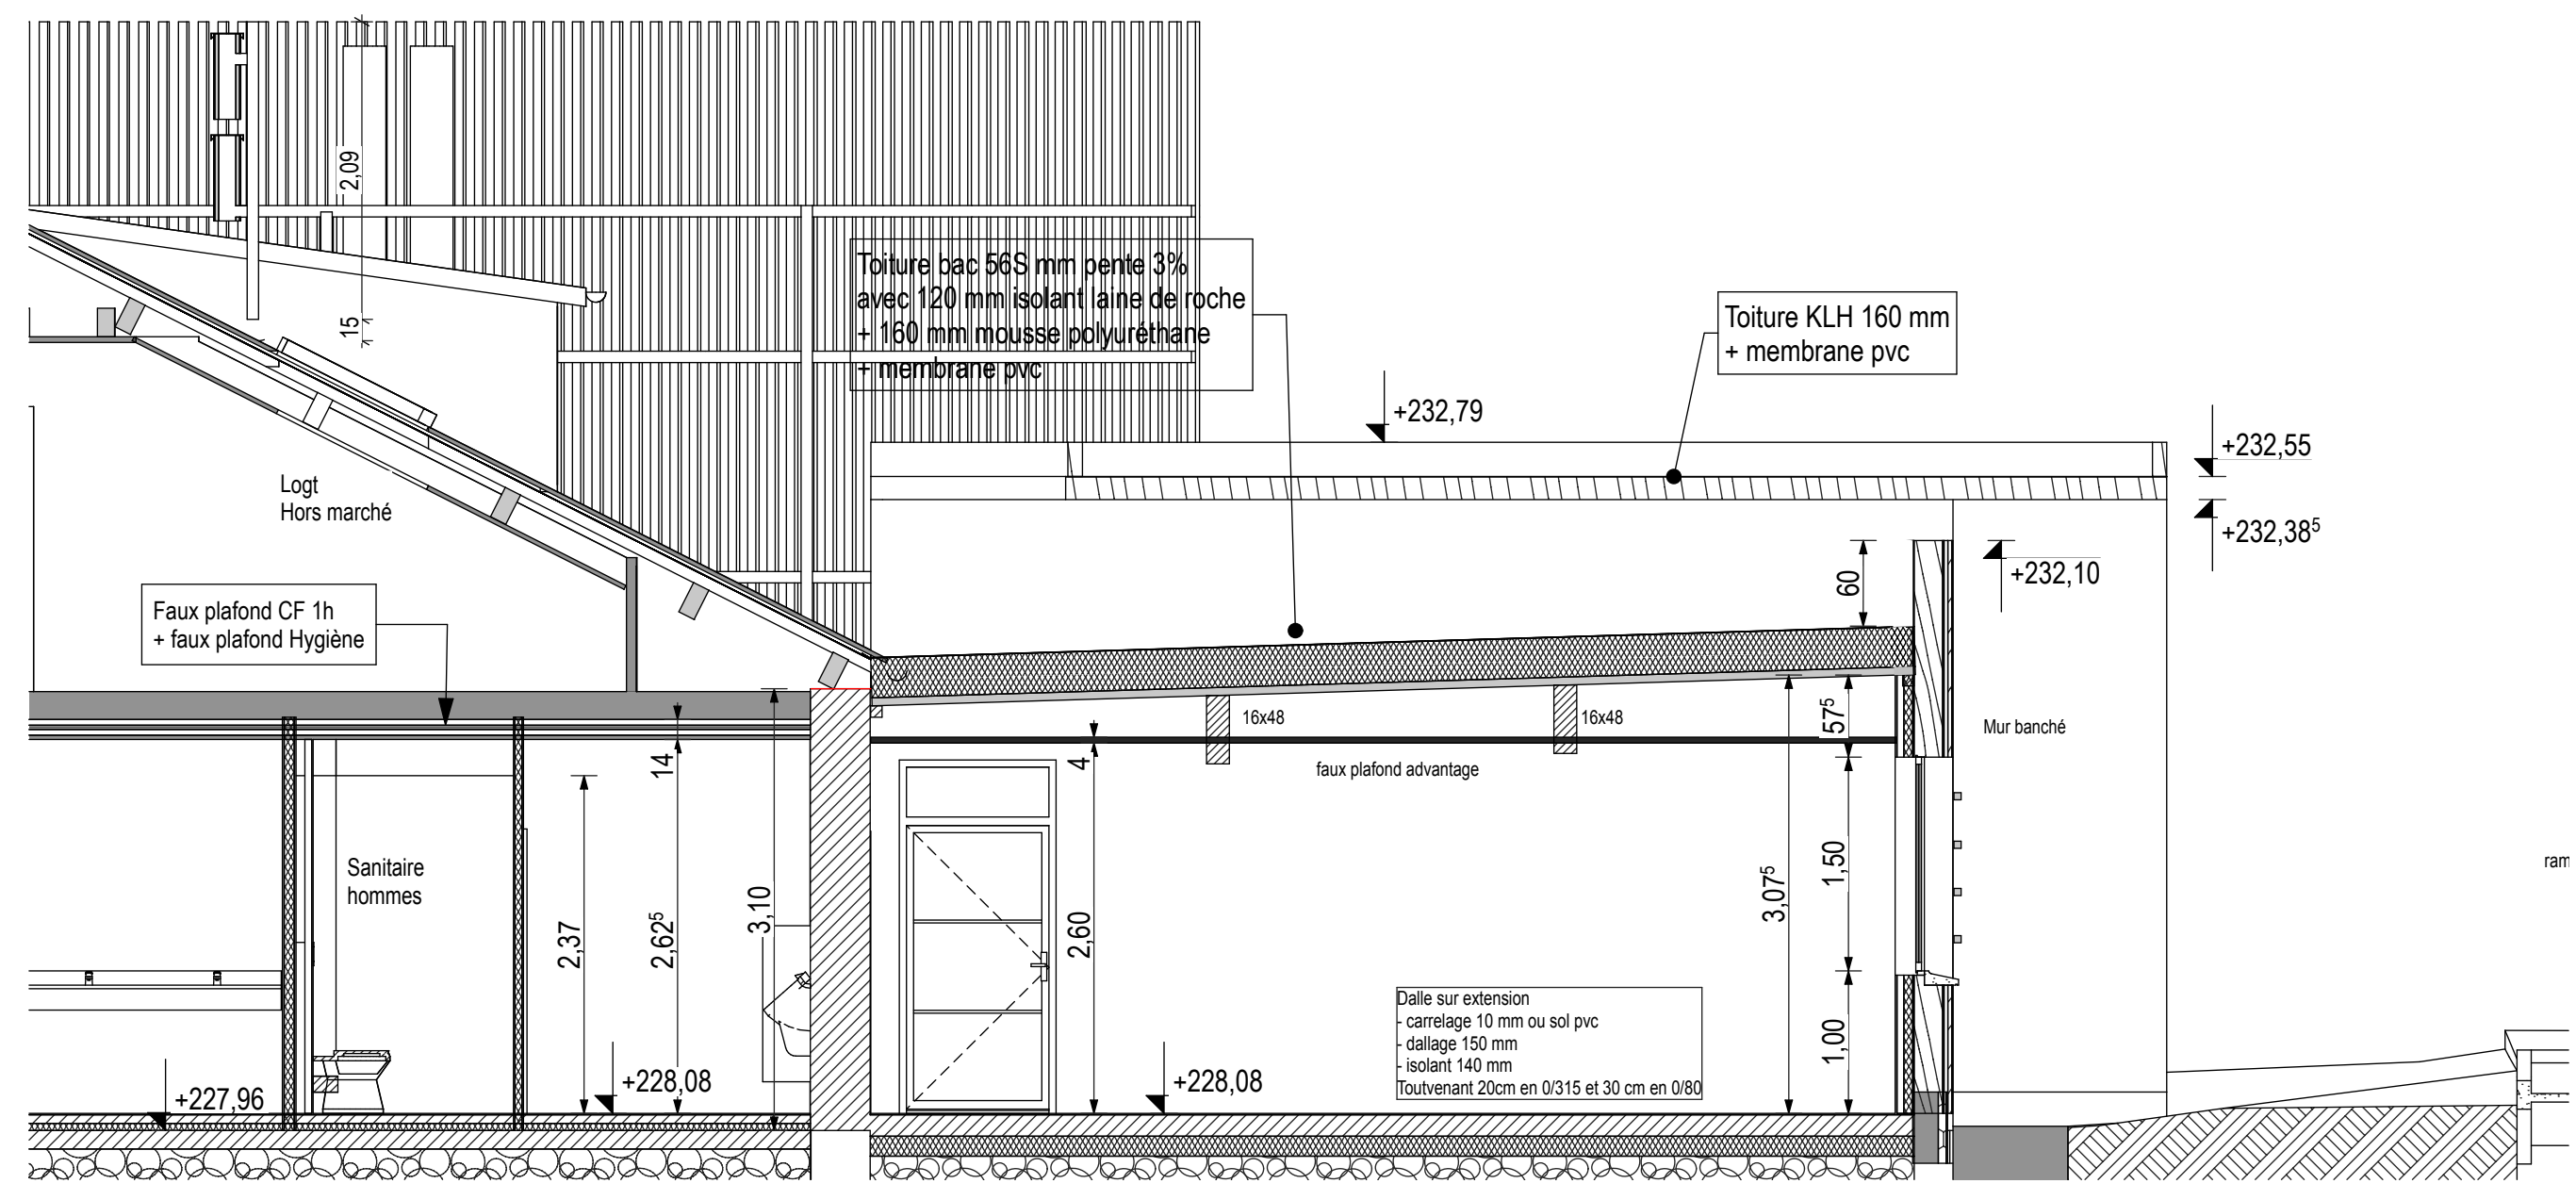 2,09
15
Toiture bac 56S mm pente 3%
avec 120 mm isolant laine de roche
+ 160 mm mousse polyuréthane
+ membrane pvc
Toiture KLH 160 mm
+ membrane pvc
+232,79
+232,55
+232,38⁵
+232,10
60
Logt
Hors marché
Faux plafond CF 1h
+ faux plafond Hygiène
16x48
16x48
57⁵
Mur banché
14
4
faux plafond advantage
Sanitaire
hommes
2,37
2,62⁵
3,10
2,60
3,07⁵
1,50
1,00
ram
Dalle sur extension
- carrelage 10 mm ou sol pvc
- dallage 150 mm
- isolant 140 mm
Toutvenant 20cm en 0/315 et 30 cm en 0/80
+227,96
+228,08
+228,08